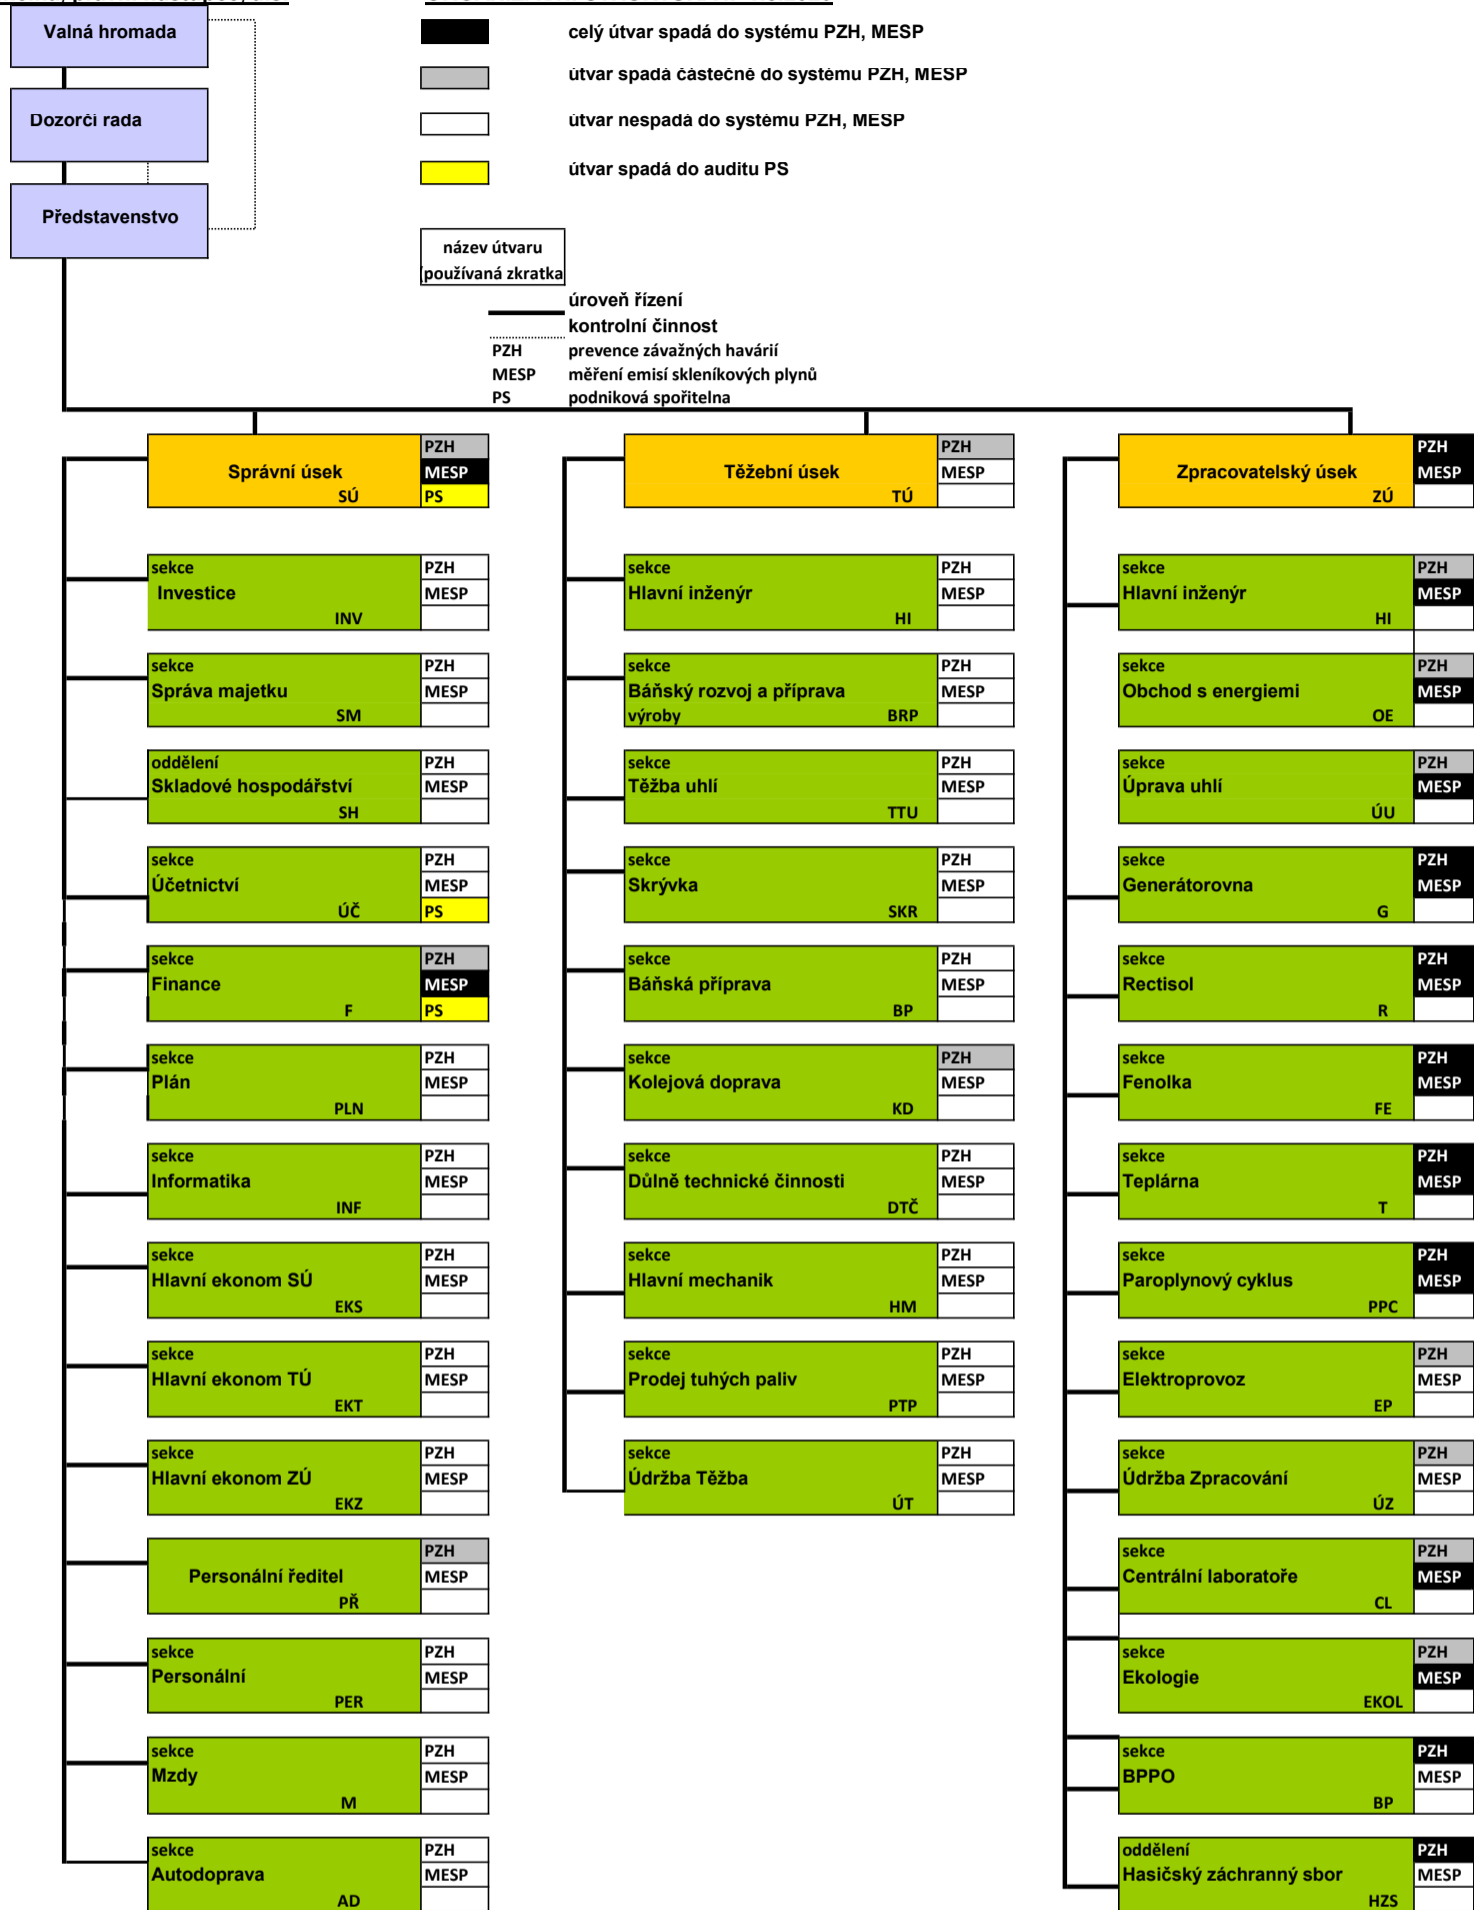 Valná hromada
Dozorčí rada
Představenstvo
celý útvar spadá do systému PZH, MESP
útvar spadá částečně do systému PZH, MESP
útvar nespadá do systému PZH, MESP
útvar spadá do auditu PS
název útvaru
používaná zkratka
úroveň řízení
kontrolní činnost
PZH prevence závažných havárií
MESP měření emisí skleníkových plynů
PS podniková spořitelna
PZH
Správní úsek MESP
SÚ PS
sekce PZH
Investice MESP
INV
sekce PZH
Správa majetku MESP
SM
oddělení PZH
Skladové hospodářství MESP
SH
sekce PZH
Účetnictví MESP
ÚČ PS
sekce PZH
Finance MESP
F PS
sekce PZH
Plán MESP
PLN
sekce PZH
Informatika MESP
INF
sekce PZH
Hlavní ekonom SÚ MESP
EKS
sekce PZH
Hlavní ekonom TÚ MESP
EKT
sekce PZH
Hlavní ekonom ZÚ MESP
EKZ
PZH
Personální ředitel MESP
PŘ
sekce PZH
Personální MESP
PER
sekce PZH
Mzdy MESP
M
sekce PZH
Autodoprava MESP
AD
PZH
Těžební úsek MESP
TÚ
sekce PZH
Hlavní inženýr MESP
HI
sekce PZH
Báňský rozvoj a příprava MESP
výroby BRP
sekce PZH
Těžba uhlí MESP
TTU
sekce PZH
Skrývka MESP
SKR
sekce PZH
Báňská příprava MESP
BP
sekce PZH
Kolejová doprava MESP
KD
sekce PZH
Důlně technické činnosti MESP
DTČ
sekce PZH
Hlavní mechanik MESP
HM
sekce PZH
Prodej tuhých paliv MESP
PTP
sekce PZH
Údržba Těžba MESP
ÚT
PZH
Zpracovatelský úsek MESP
ZÚ
sekce PZH
Hlavní inženýr MESP
HI
sekce PZH
Obchod s energiemi MESP
OE
sekce PZH
Úprava uhlí MESP
ÚU
sekce PZH
Generátorovna MESP
G
sekce PZH
Rectisol MESP
R
sekce PZH
Fenolka MESP
FE
sekce PZH
Teplárna MESP
T
sekce PZH
Paroplynový cyklus MESP
PPC
sekce PZH
Elektroprovoz MESP
EP
sekce PZH
Údržba Zpracování MESP
ÚZ
sekce PZH
Centrální laboratoře MESP
CL
sekce PZH
Ekologie MESP
EKOL
sekce PZH
BPPO MESP
BP
oddělení PZH
Hasičský záchranný sbor MESP
HZS